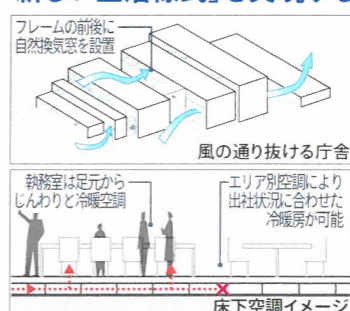 フレームの前後に
自然換気窓を設置
風の通り抜ける庁舎
執務室は足元から
じんわりと冷暖空調
エリア別空調により
出社状況に合わせた
冷暖房が可能
床下空調イメージ